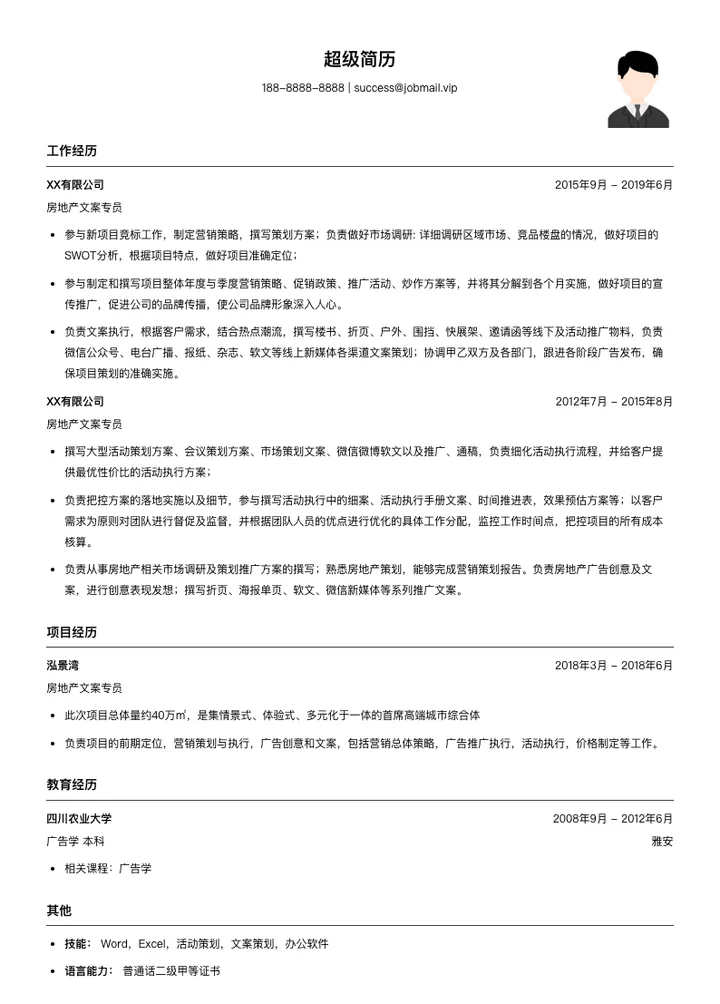 超级简历
188-8888-8888 | success@jobmail.vip
工作经历
XX有限公司 2015年9月 - 2019年6月
房地产文案专员
• 参与新项目竞标工作，制定营销策略，撰写策划方案；负责做好市场调研: 详细调研区域市场、竞品楼盘的情况，做好项目的
SWOT分析，根据项目特点，做好项目准确定位；
• 参与制定和撰写项目整体年度与季度营销策略、促销政策、推广活动、炒作方案等，并将其分解到各个月实施，做好项目的宣
传推广，促进公司的品牌传播，使公司品牌形象深入人心。
• 负责文案执行，根据客户需求，结合热点潮流，撰写楼书、折页、户外、围挡、快展架、邀请函等线下及活动推广物料，负责
微信公众号、电台广播、报纸、杂志、软文等线上新媒体各渠道文案策划；协调甲乙双方及各部门，跟进各阶段广告发布，确
保项目策划的准确实施。
XX有限公司 2012年7月 - 2015年8月
房地产文案专员
• 撰写大型活动策划方案、会议策划方案、市场策划文案、微信微博软文以及推广、通稿，负责细化活动执行流程，并给客户提
供最优性价比的活动执行方案；
• 负责把控方案的落地实施以及细节，参与撰写活动执行中的细案、活动执行手册文案、时间推进表，效果预估方案等；以客户
需求为原则对团队进行督促及监督，并根据团队人员的优点进行优化的具体工作分配，监控工作时间点，把控项目的所有成本
核算。
• 负责从事房地产相关市场调研及策划推广方案的撰写；熟悉房地产策划，能够完成营销策划报告。负责房地产广告创意及文
案，进行创意表现发想；撰写折页、海报单页、软文、微信新媒体等系列推广文案。
项目经历
泓景湾 2018年3月 - 2018年6月
房地产文案专员
• 此次项目总体量约40万㎡，是集情景式、体验式、多元化于一体的首席高端城市综合体
• 负责项目的前期定位，营销策划与执行，广告创意和文案，包括营销总体策略，广告推广执行，活动执行，价格制定等工作。
教育经历
四川农业大学 2008年9月 - 2012年6月
广告学 本科 雅安
• 相关课程：广告学
其他
• 技能： Word，Excel，活动策划，文案策划，办公软件
• 语言能力： 普通话二级甲等证书